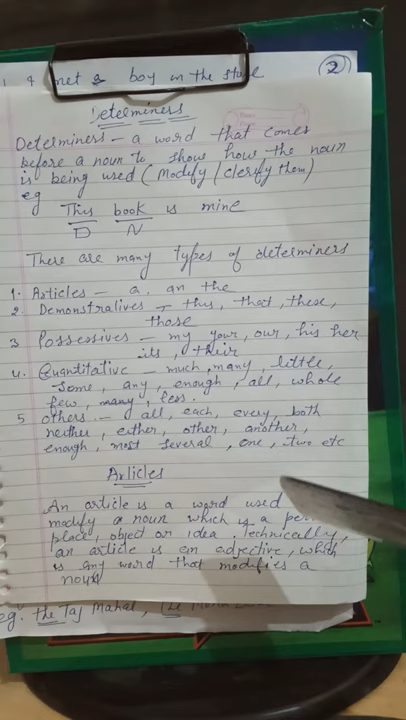 met a boy in the
2
Determiners
Determiners - a word that comes
before a noun to show how the noun
is being used (Modify / clerify them)
eg This book is mine
D N
There are many types of determiners
1. Articles - a, an the
2 Demonstratives - this, that, these,
those
3 Possessives - my your, our, his her
its, their
4. Quantitative - much, many, little,
some, any, enough, all, whole
few, many, less.
5 others - all, each, every, both
neither, either, other, another,
enough, most several, one, two etc
Articles
An article is a word used
modify a noun which is a
place, object or idea. Technically,
an article is an adjective, which
is any word that modifies a
noun
eg. the Taj Mahal, The